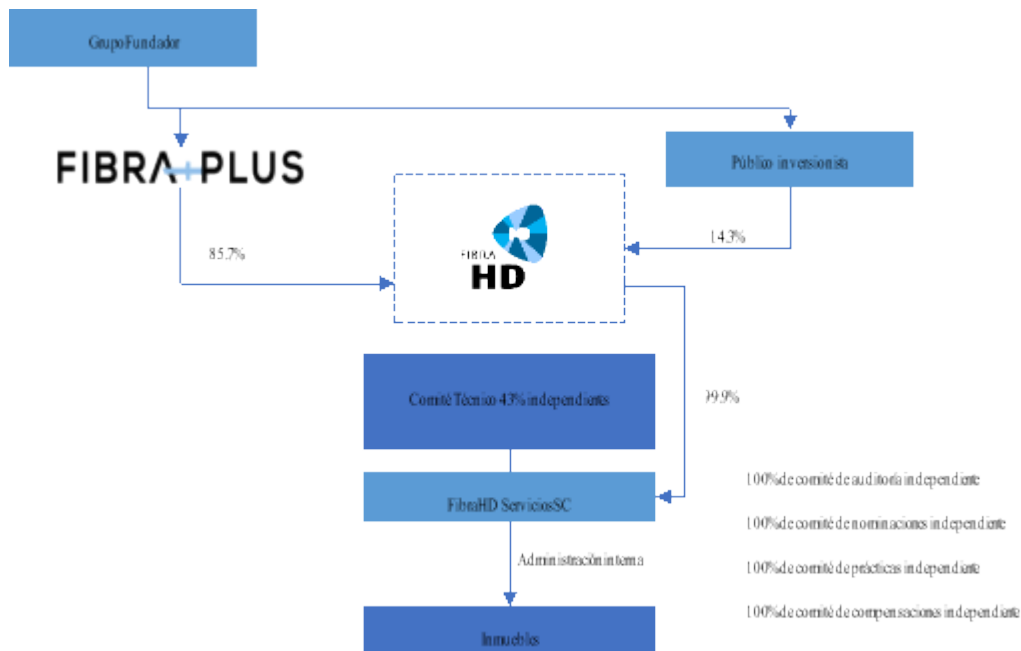 Grupo Fundador
FIBRA+PLUS
Público inversionista
85.7%
14.3%
FIBRA
HD
Comité Técnico 43% independientes
99.9%
FibraHD Servicios SC
100% de comité de auditoría independiente
100% de comité de nominaciones independiente
Administración interna
100% de comité de prácticas independiente
100% de comité de compensaciones independiente
Inmuebles